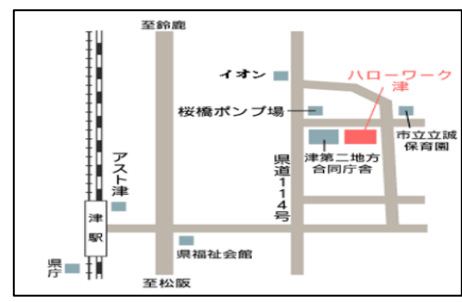 至鈴鹿
イオン
ハローワーク
津
桜橋ポンプ場
市立立誠
保育園
津第二地方
合同庁舎
県道114号
アスト津
津駅
県福祉会館
県庁
至松阪